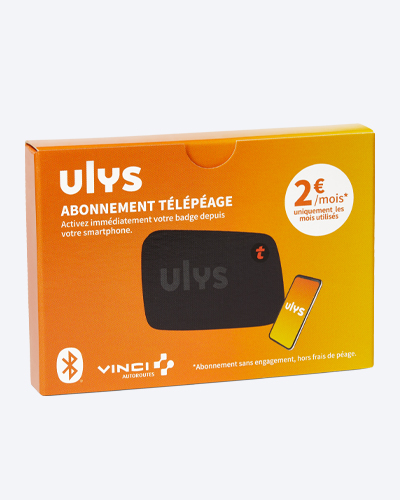 ulys
ABONNEMENT TÉLÉPÉAGE
Activez immédiatement votre badge depuis
votre smartphone.
2€/mois*
uniquement les
mois utilisés
ulys
t
ulys
VINCI
AUTOROUTES
*Abonnement sans engagement, hors frais de péage.